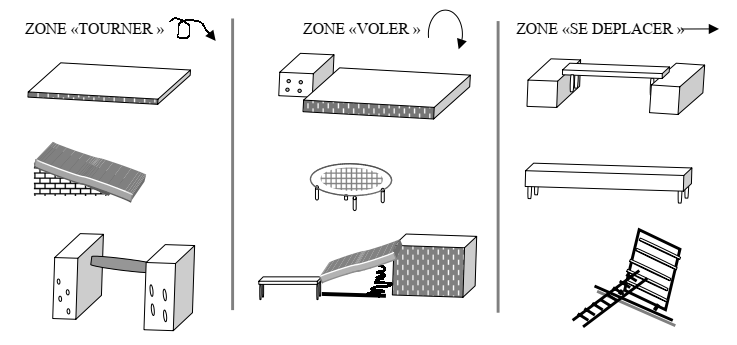 ZONE «TOURNER »
ZONE «VOLER »
ZONE «SE DEPLACER »